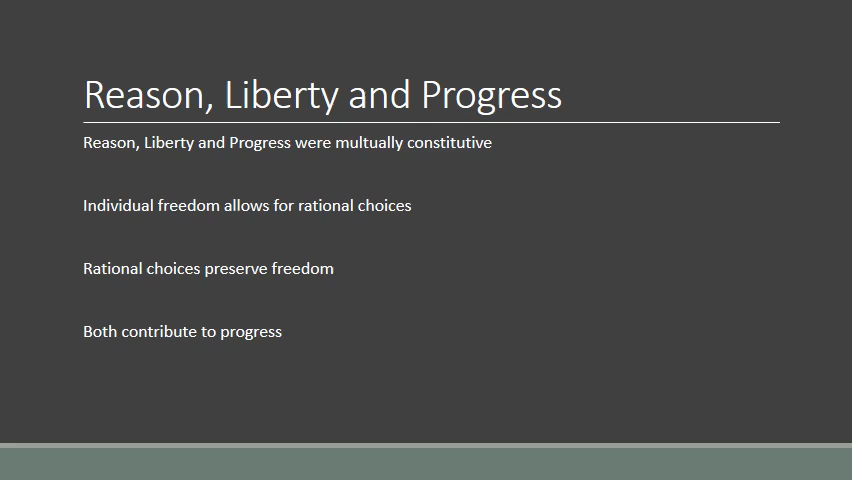 Reason, Liberty and Progress
Reason, Liberty and Progress were multually constitutive
Individual freedom allows for rational choices
Rational choices preserve freedom
Both contribute to progress